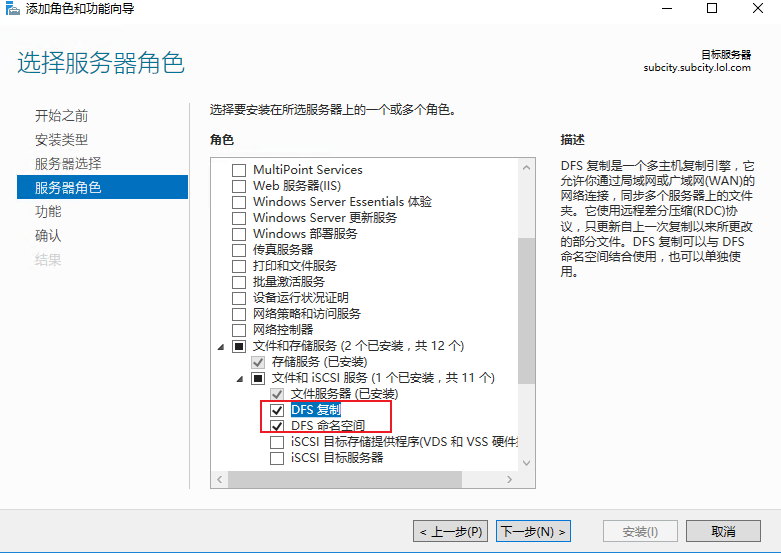 添加角色和功能向导
选择服务器角色
目标服务器
subcity.subcity.lol.com
开始之前
安装类型
服务器选择
服务器角色
功能
确认
结果
选择要安装在所选服务器上的一个或多个角色。
角色
MultiPoint Services
Web 服务器(IIS)
Windows Server Essentials 体验
Windows Server 更新服务
Windows 部署服务
传真服务器
打印和文件服务
批量激活服务
设备运行状况证明
网络策略和访问服务
网络控制器
文件和存储服务 (2 个已安装，共 12 个)
存储服务 (已安装)
文件和 iSCSI 服务 (1 个已安装，共 11 个)
文件服务器 (已安装)
DFS 复制
DFS 命名空间
iSCSI 目标存储提供程序(VDS 和 VSS 硬件
iSCSI 目标服务器
描述
DFS 复制是一个多主机复制引擎，它
允许你通过局域网或广域网(WAN)的
网络连接，同步多个服务器上的文件
夹。它使用远程差分压缩(RDC)协
议，只更新自上一次复制以来所更改
的部分文件。DFS 复制可以与 DFS
命名空间结合使用，也可以单独使
用。
< 上一步(P)
下一步(N) >
安装(I)
取消